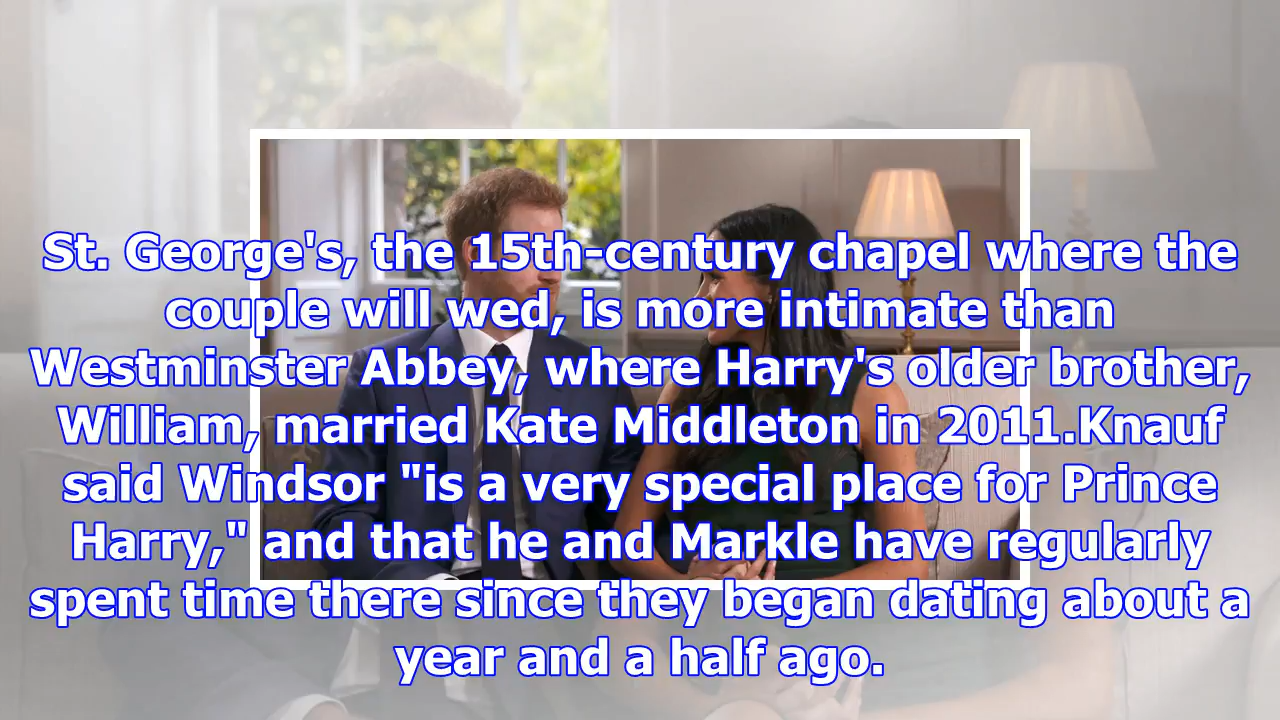 St. George's, the 15th-century chapel where the
couple will wed, is more intimate than
Westminster Abbey, where Harry's older brother,
William, married Kate Middleton in 2011.Knauf
said Windsor "is a very special place for Prince
Harry," and that he and Markle have regularly
spent time there since they began dating about a
year and a half ago.